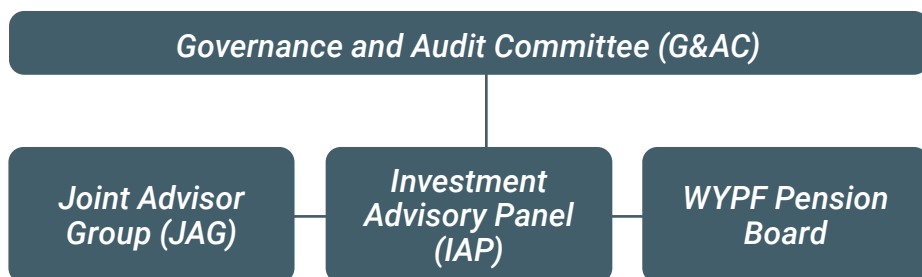 Governance and Audit Committee (G&AC)
Joint Advisor
Group (JAG)
Investment
Advisory Panel
(IAP)
WYPF Pension
Board